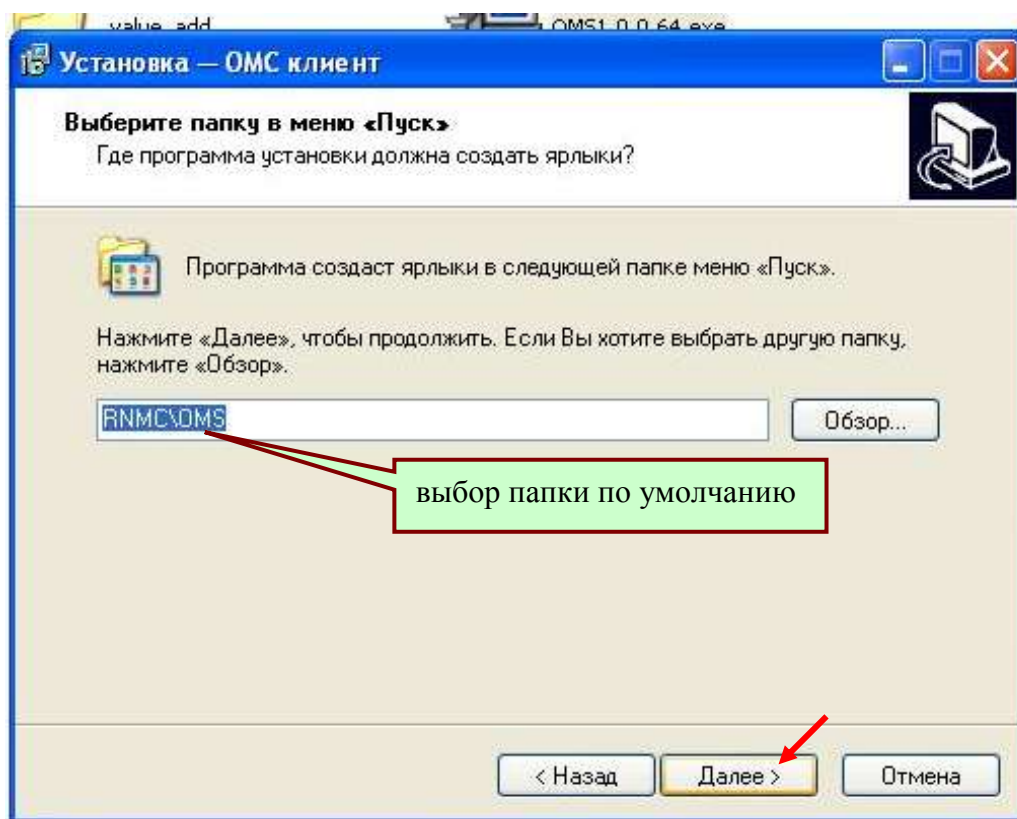 value_add OMS1.0.0.64.exe
Установка — ОМС клиент
Выберите папку в меню «Пуск»
Где программа установки должна создать ярлыки?
Программа создаст ярлыки в следующей папке меню «Пуск».
Нажмите «Далее», чтобы продолжить. Если Вы хотите выбрать другую папку,
нажмите «Обзор».
RNMC\OMS Обзор...
выбор папки по умолчанию
< Назад Далее > Отмена